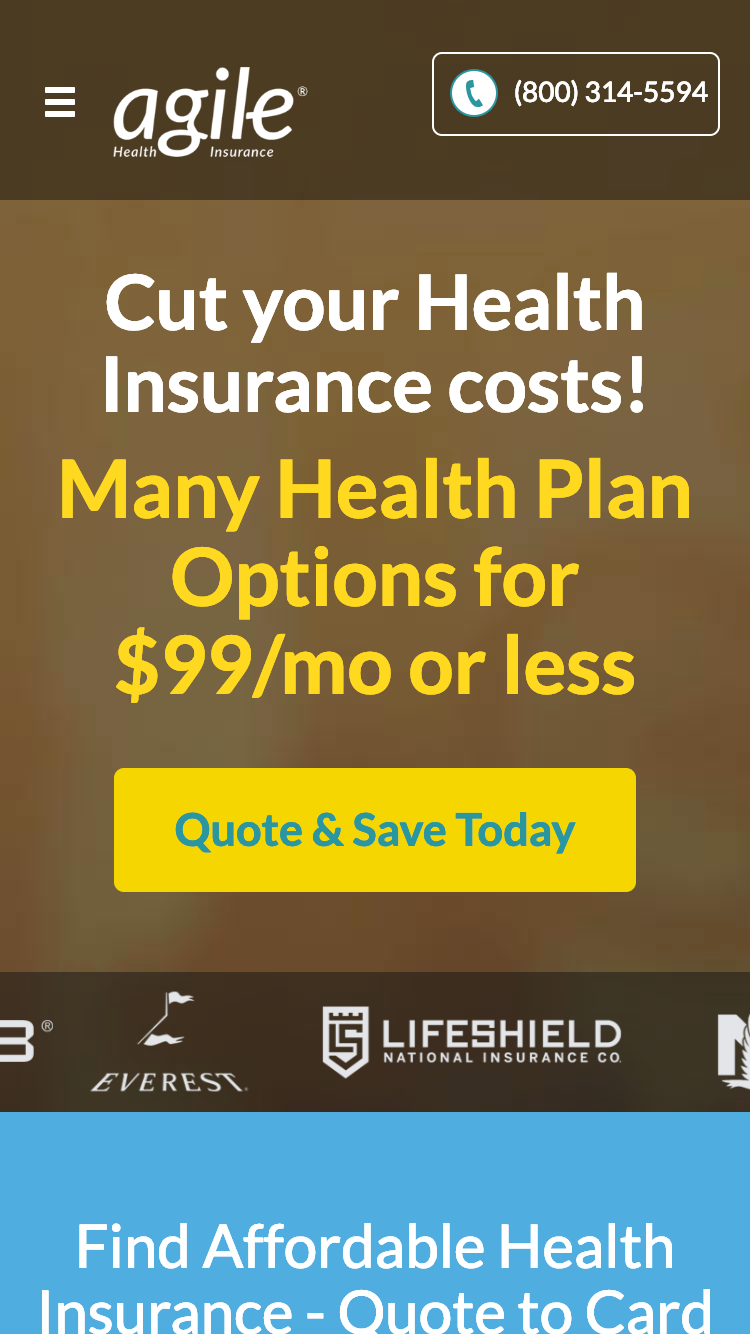 agile®
Health Insurance
(800) 314-5594
Cut your Health
Insurance costs!
Many Health Plan
Options for
$99/mo or less
Quote & Save Today
®
EVEREST
LIFESHIELD
NATIONAL INSURANCE CO.
Find Affordable Health
Insurance - Quote to Card